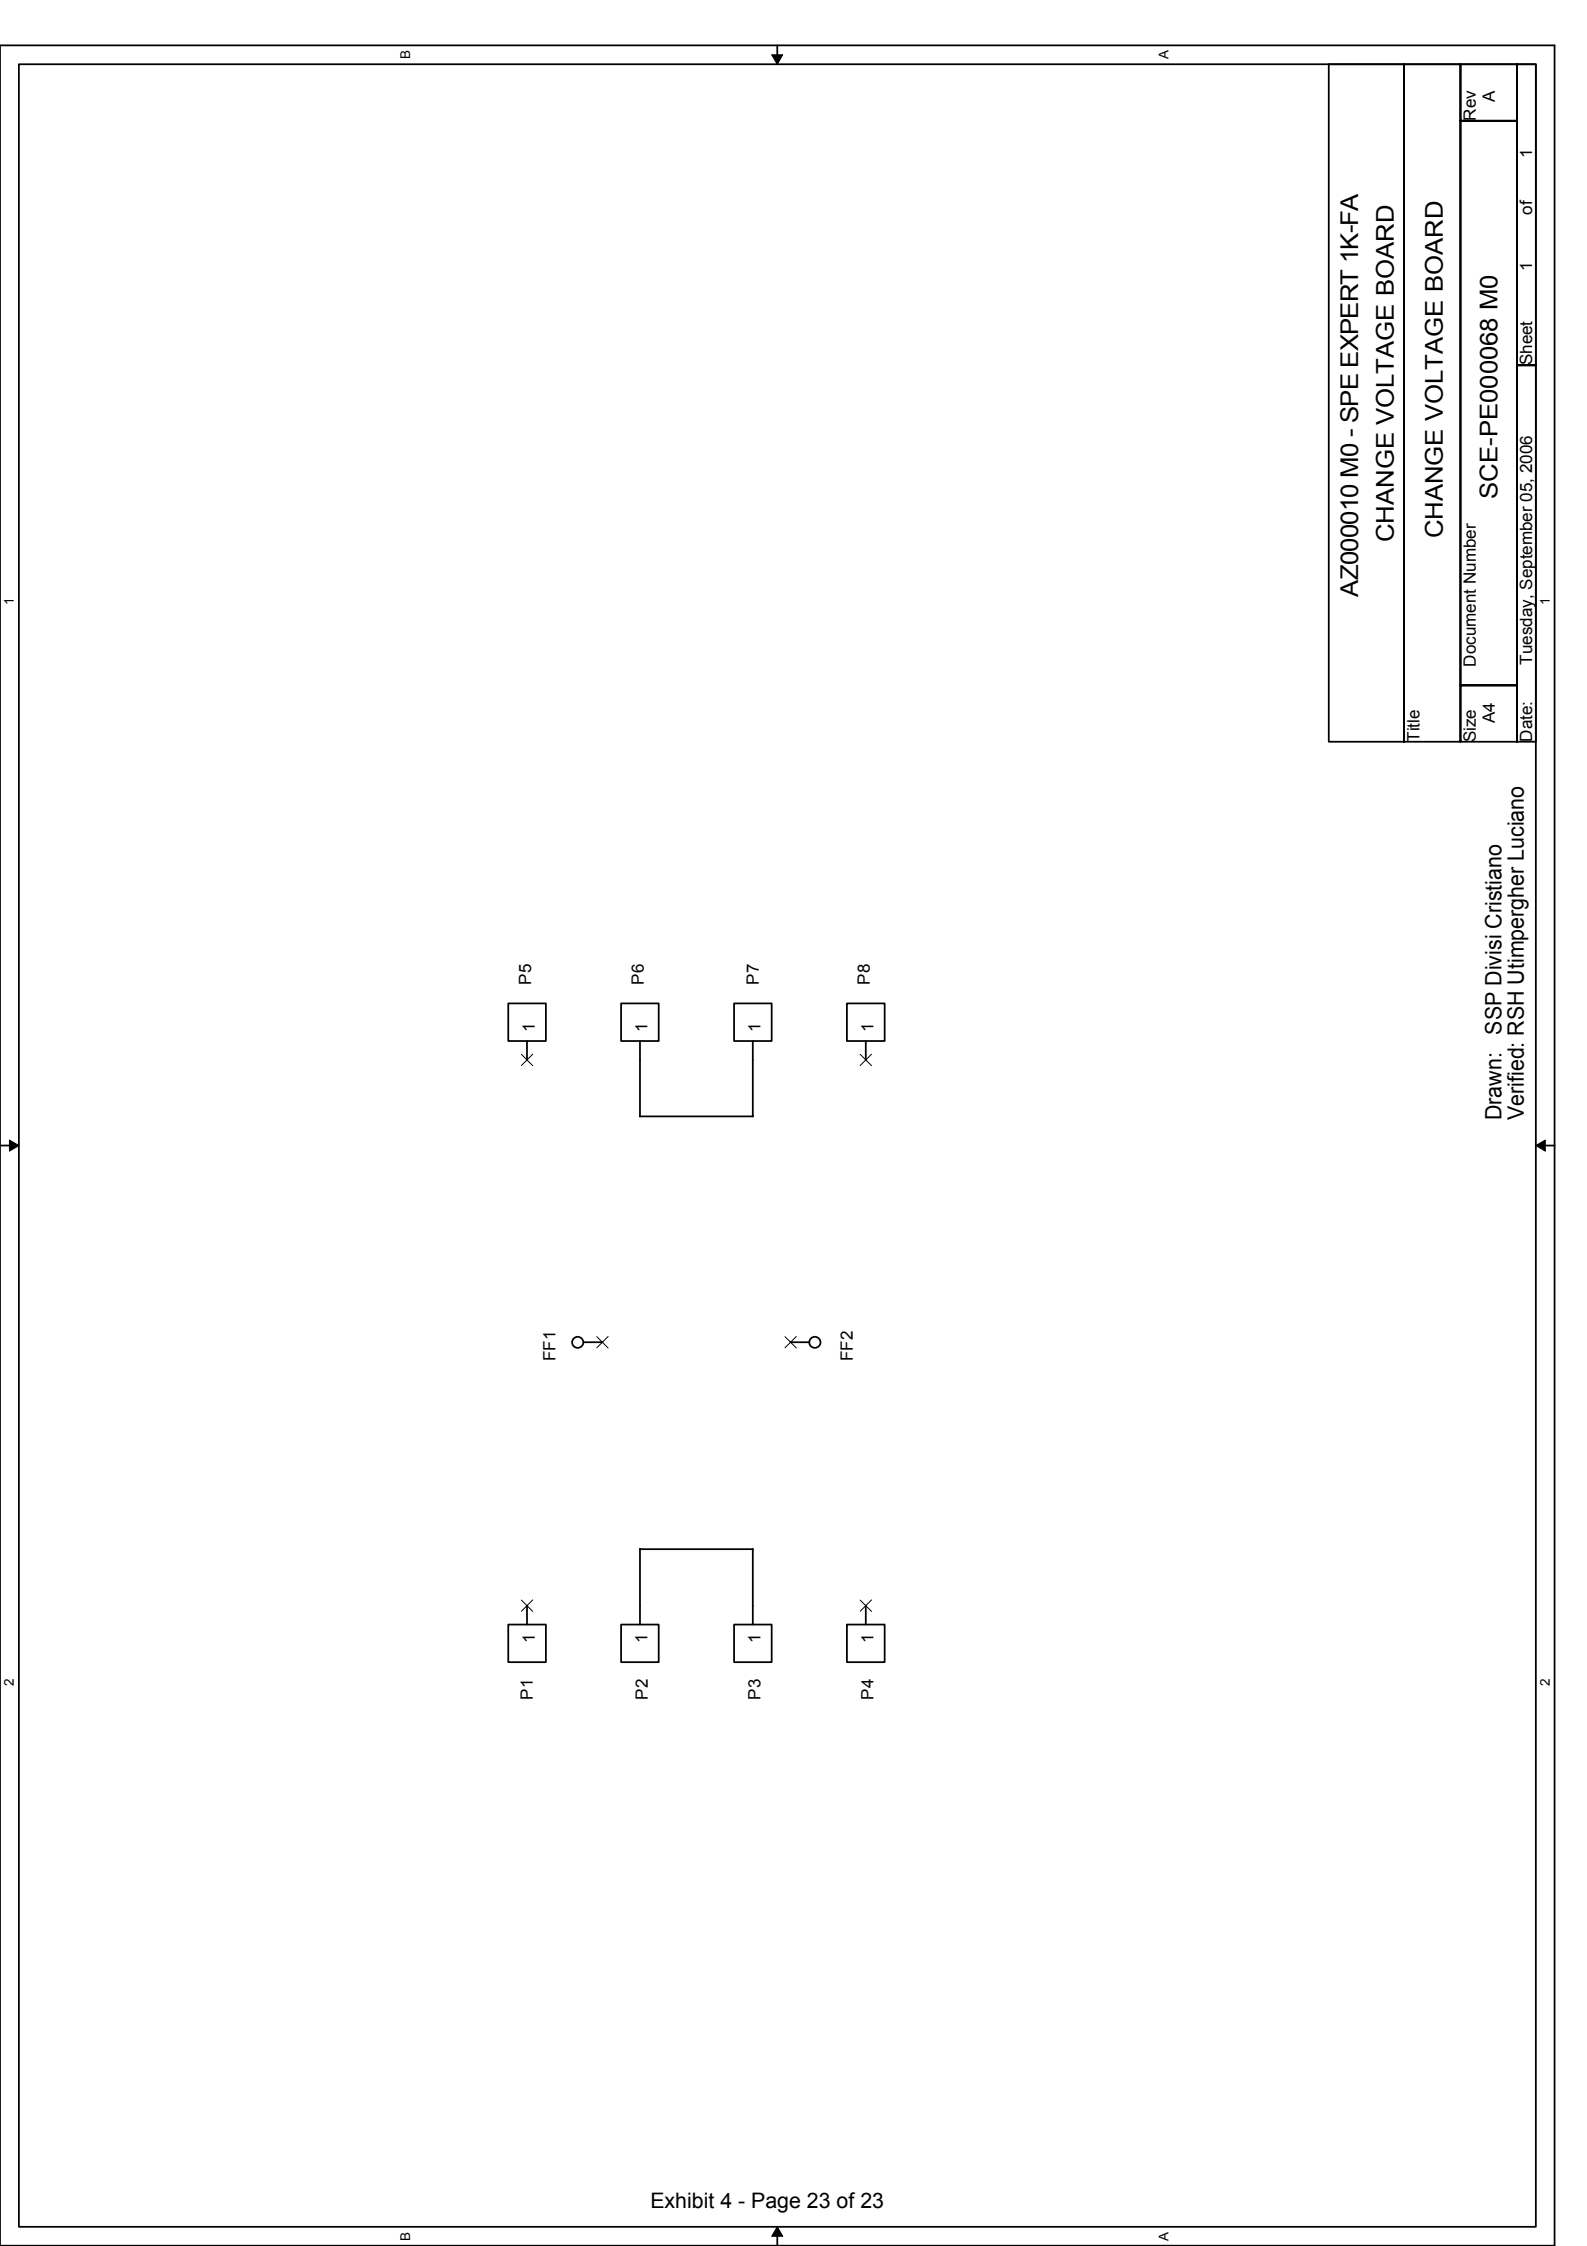 2
1
B
B
P1
1
P2
1
P3
1
P4
1
FF1
FF2
1
P5
1
P6
1
P7
1
P8
A
A
AZ000010 M0 - SPE EXPERT 1K-FA
CHANGE VOLTAGE BOARD
Title
CHANGE VOLTAGE BOARD
Size
A4
Document Number
SCE-PE000068 M0
Rev
A
Date:
Tuesday, September 05, 2006
Sheet 1 of 1
Drawn: SSP Divisi Cristiano
Verified: RSH Utimpergher Luciano
2
1
Exhibit 4 - Page 23 of 23